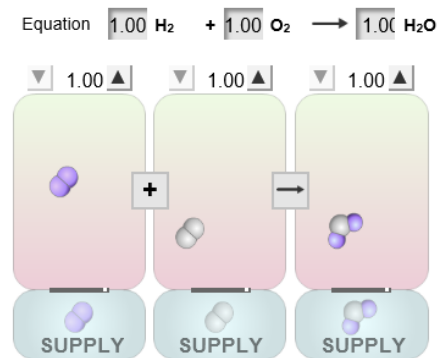 Equation 1.00 H₂ + 1.00 O₂ → 1.00 H₂O
▼ 1.00 ▲ ▼ 1.00 ▲ ▼ 1.00 ▲
+ →
SUPPLY SUPPLY SUPPLY